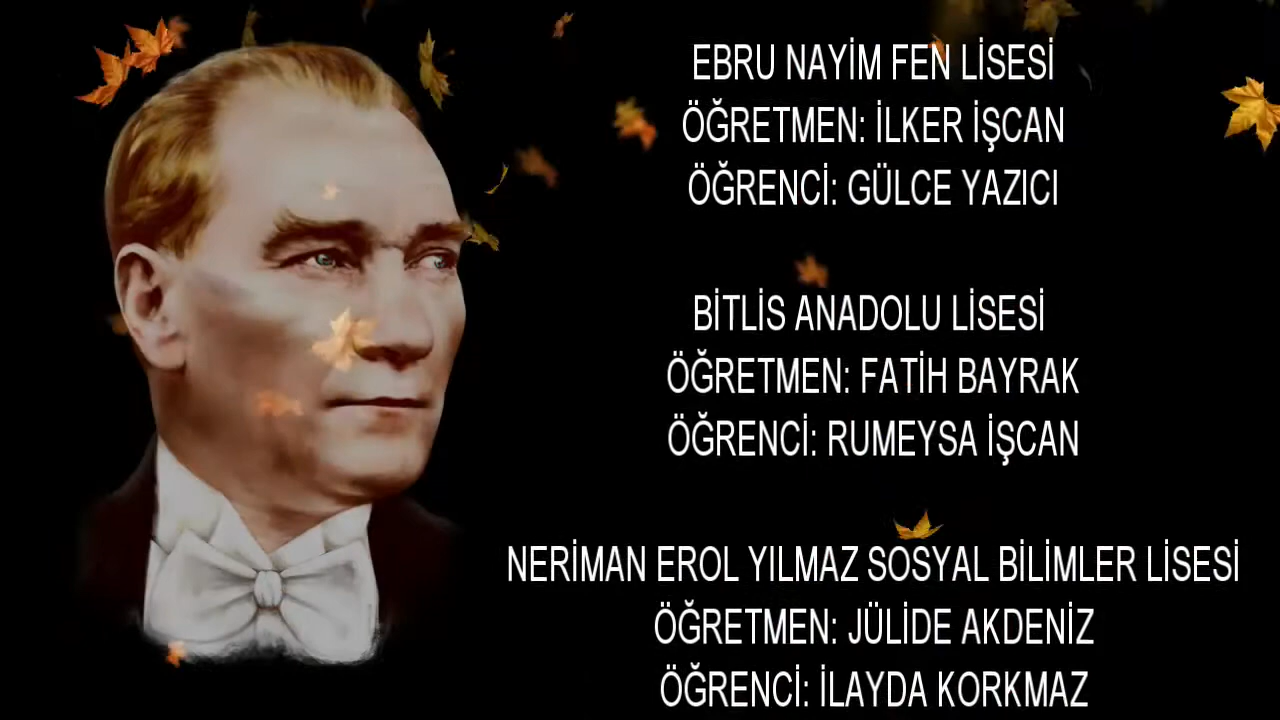 EBRU NAYİM FEN LİSESİ
ÖĞRETMEN: İLKER İŞCAN
ÖĞRENCİ: GÜLCE YAZICI
BİTLİS ANADOLU LİSESİ
ÖĞRETMEN: FATİH BAYRAK
ÖĞRENCİ: RUMEYSA İŞCAN
NERİMAN EROL YILMAZ SOSYAL BİLİMLER LİSESİ
ÖĞRETMEN: JÜLİDE AKDENİZ
ÖĞRENCİ: İLAYDA KORKMAZ